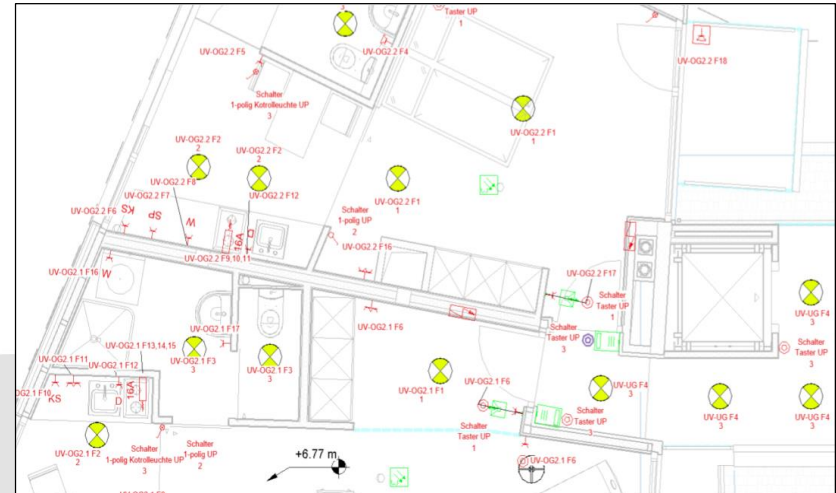 3
Taster UP
1
UV-OG2.2 F5
UV-OG2.2 F4
UV-OG2.2 F18
Schalter
1-polig Kotrolleuchte UP
3
UV-OG2.2 F1
1
UV-OG2.2 F2
2
UV-OG2.2 F2
2
UV-OG2.2 F8
UV-OG2.2 F7
UV-OG2.2 F12
UV-OG2.2 F1
1
UV-OG2.2 F6
KS
SP
W
16A
Schalter
1-polig UP
2
UV-OG2.2 F16
UV-OG2.2 F9,10,11
UV-OG2.1 F16
W
UV-OG2.2 F17
Schalter
Taster UP
1
UV-UG F4
3
UV-OG2.1 F17
UV-OG2.1 F6
Schalter
Taster UP
3
Schalter
Taster UP
3
UV-OG2.1 F13,14,15
UV-OG2.1 F3
3
UV-OG2.1 F3
3
UV-OG2.1 F11
UV-OG2.1 F12
UV-OG2.1 F1
1
UV-OG2.1 F6
UV-UG F4
3
UV-UG F4
3
UV-UG F4
3
OG2.1 F10
KS
D
16A
Schalter
Taster UP
3
Schalter
Taster UP
1
UV-OG2.1 F2
2
Schalter
1-polig Kotrolleuchte UP
3
Schalter
1-polig UP
2
+6.77 m
UV-OG2.1 F6